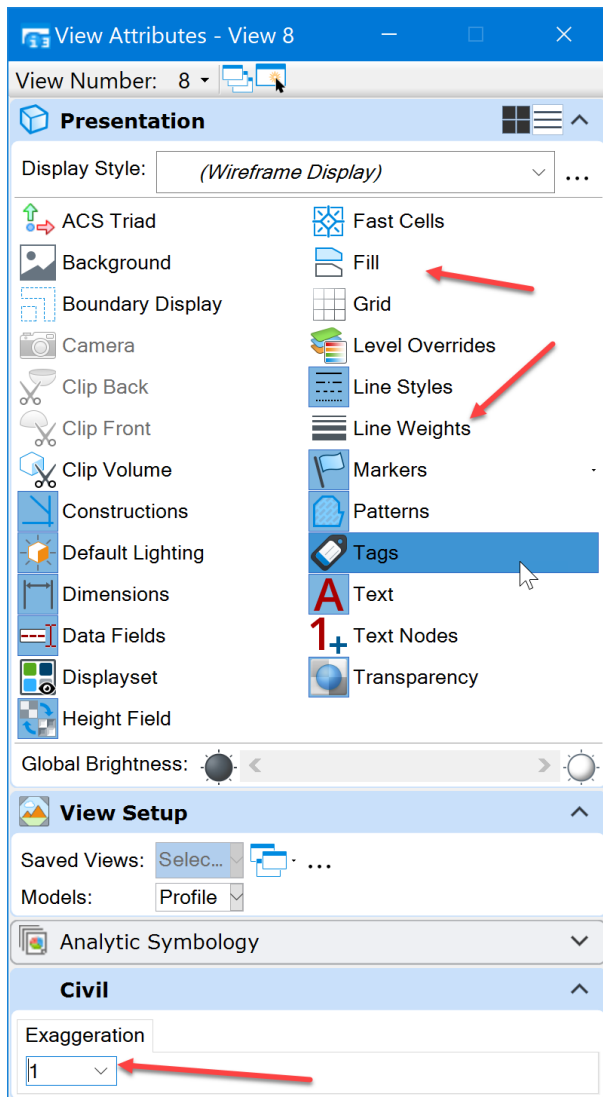 View Attributes - View 8
View Number: 8
Presentation
Display Style: (Wireframe Display) ...
ACS Triad Fast Cells
Background Fill
Boundary Display Grid
Camera Level Overrides
Clip Back Line Styles
Clip Front Line Weights
Clip Volume Markers
Constructions Patterns
Default Lighting Tags
Dimensions Text
Data Fields Text Nodes
Displayset Transparency
Height Field
Global Brightness:
View Setup
Saved Views: Selec... ...
Models: Profile
Analytic Symbology
Civil
Exaggeration
1